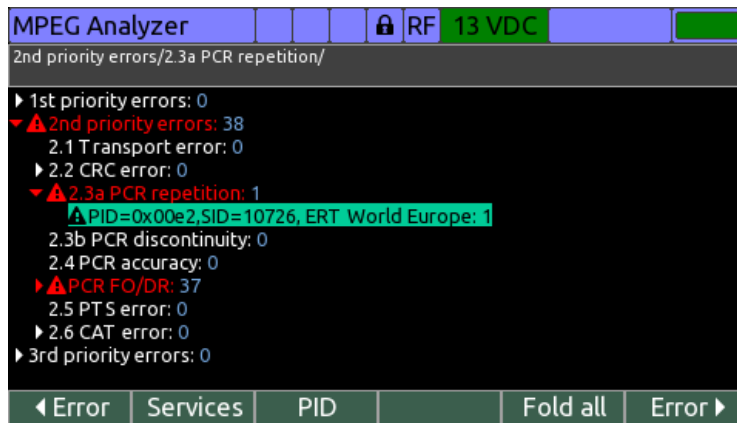 MPEG Analyzer RF 13 VDC
2nd priority errors/2.3a PCR repetition/
1st priority errors: 0
2nd priority errors: 38
2.1 Transport error: 0
2.2 CRC error: 0
2.3a PCR repetition: 1
PID=0x00e2,SID=10726, ERT World Europe: 1
2.3b PCR discontinuity: 0
2.4 PCR accuracy: 0
PCR FO/DR: 37
2.5 PTS error: 0
2.6 CAT error: 0
3rd priority errors: 0
Error Services PID Fold all Error